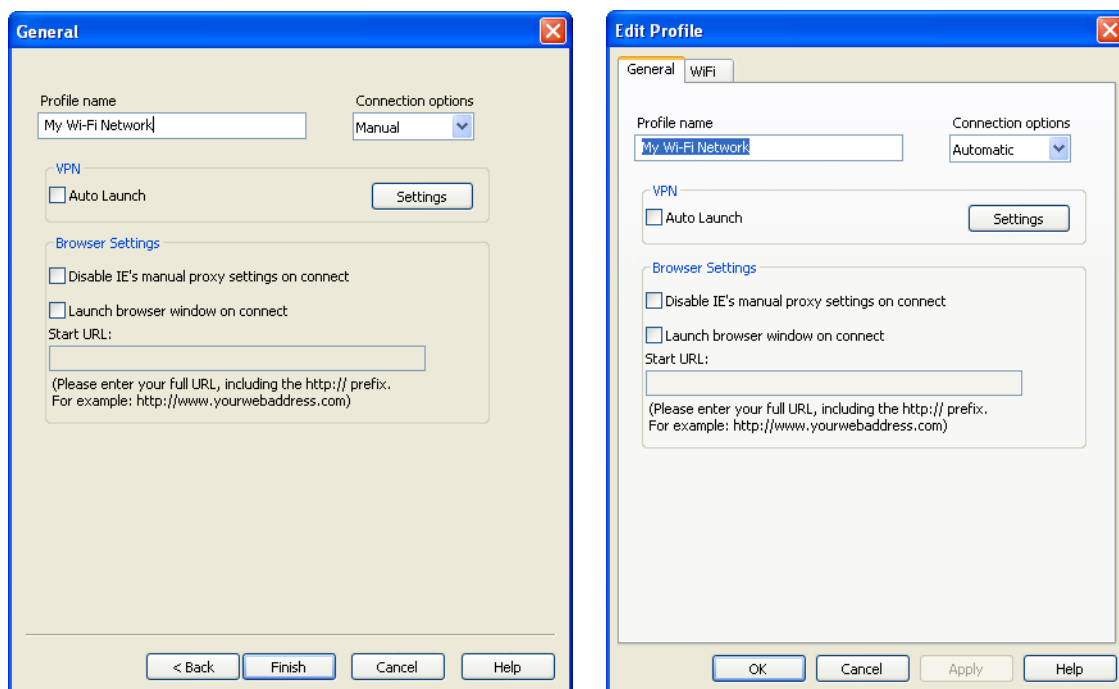 General
Profile name
Connection options
My Wi-Fi Network
Manual
VPN
Auto Launch
Settings
Browser Settings
Disable IE's manual proxy settings on connect
Launch browser window on connect
Start URL:
(Please enter your full URL, including the http:// prefix.
For example: http://www.yourwebaddress.com)
< Back
Finish
Cancel
Help
Edit Profile
General
WiFi
Profile name
Connection options
My Wi-Fi Network
Automatic
VPN
Auto Launch
Settings
Browser Settings
Disable IE's manual proxy settings on connect
Launch browser window on connect
Start URL:
(Please enter your full URL, including the http:// prefix.
For example: http://www.yourwebaddress.com)
OK
Cancel
Apply
Help